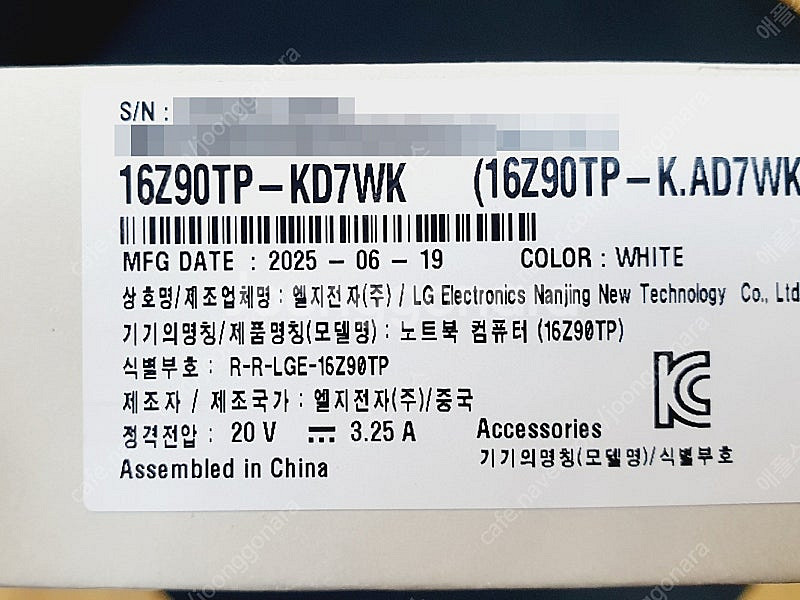 S/N :
16Z90TP-KD7WK (16Z90TP-K.AD7WK
MFG DATE : 2025 - 06 - 19 COLOR : WHITE
상호명/제조업체명 : 엘지전자(주) / LG Electronics Nanjing New Technology Co., Ltd
기기의명칭/제품명칭(모델명) : 노트북 컴퓨터 (16Z90TP)
식별부호 : R-R-LGE-16Z90TP
제조자 / 제조국가 : 엘지전자(주)/중국
정격전압 : 20 V 3.25 A
Accessories
기기의명칭(모델명)/식별부호
Assembled in China